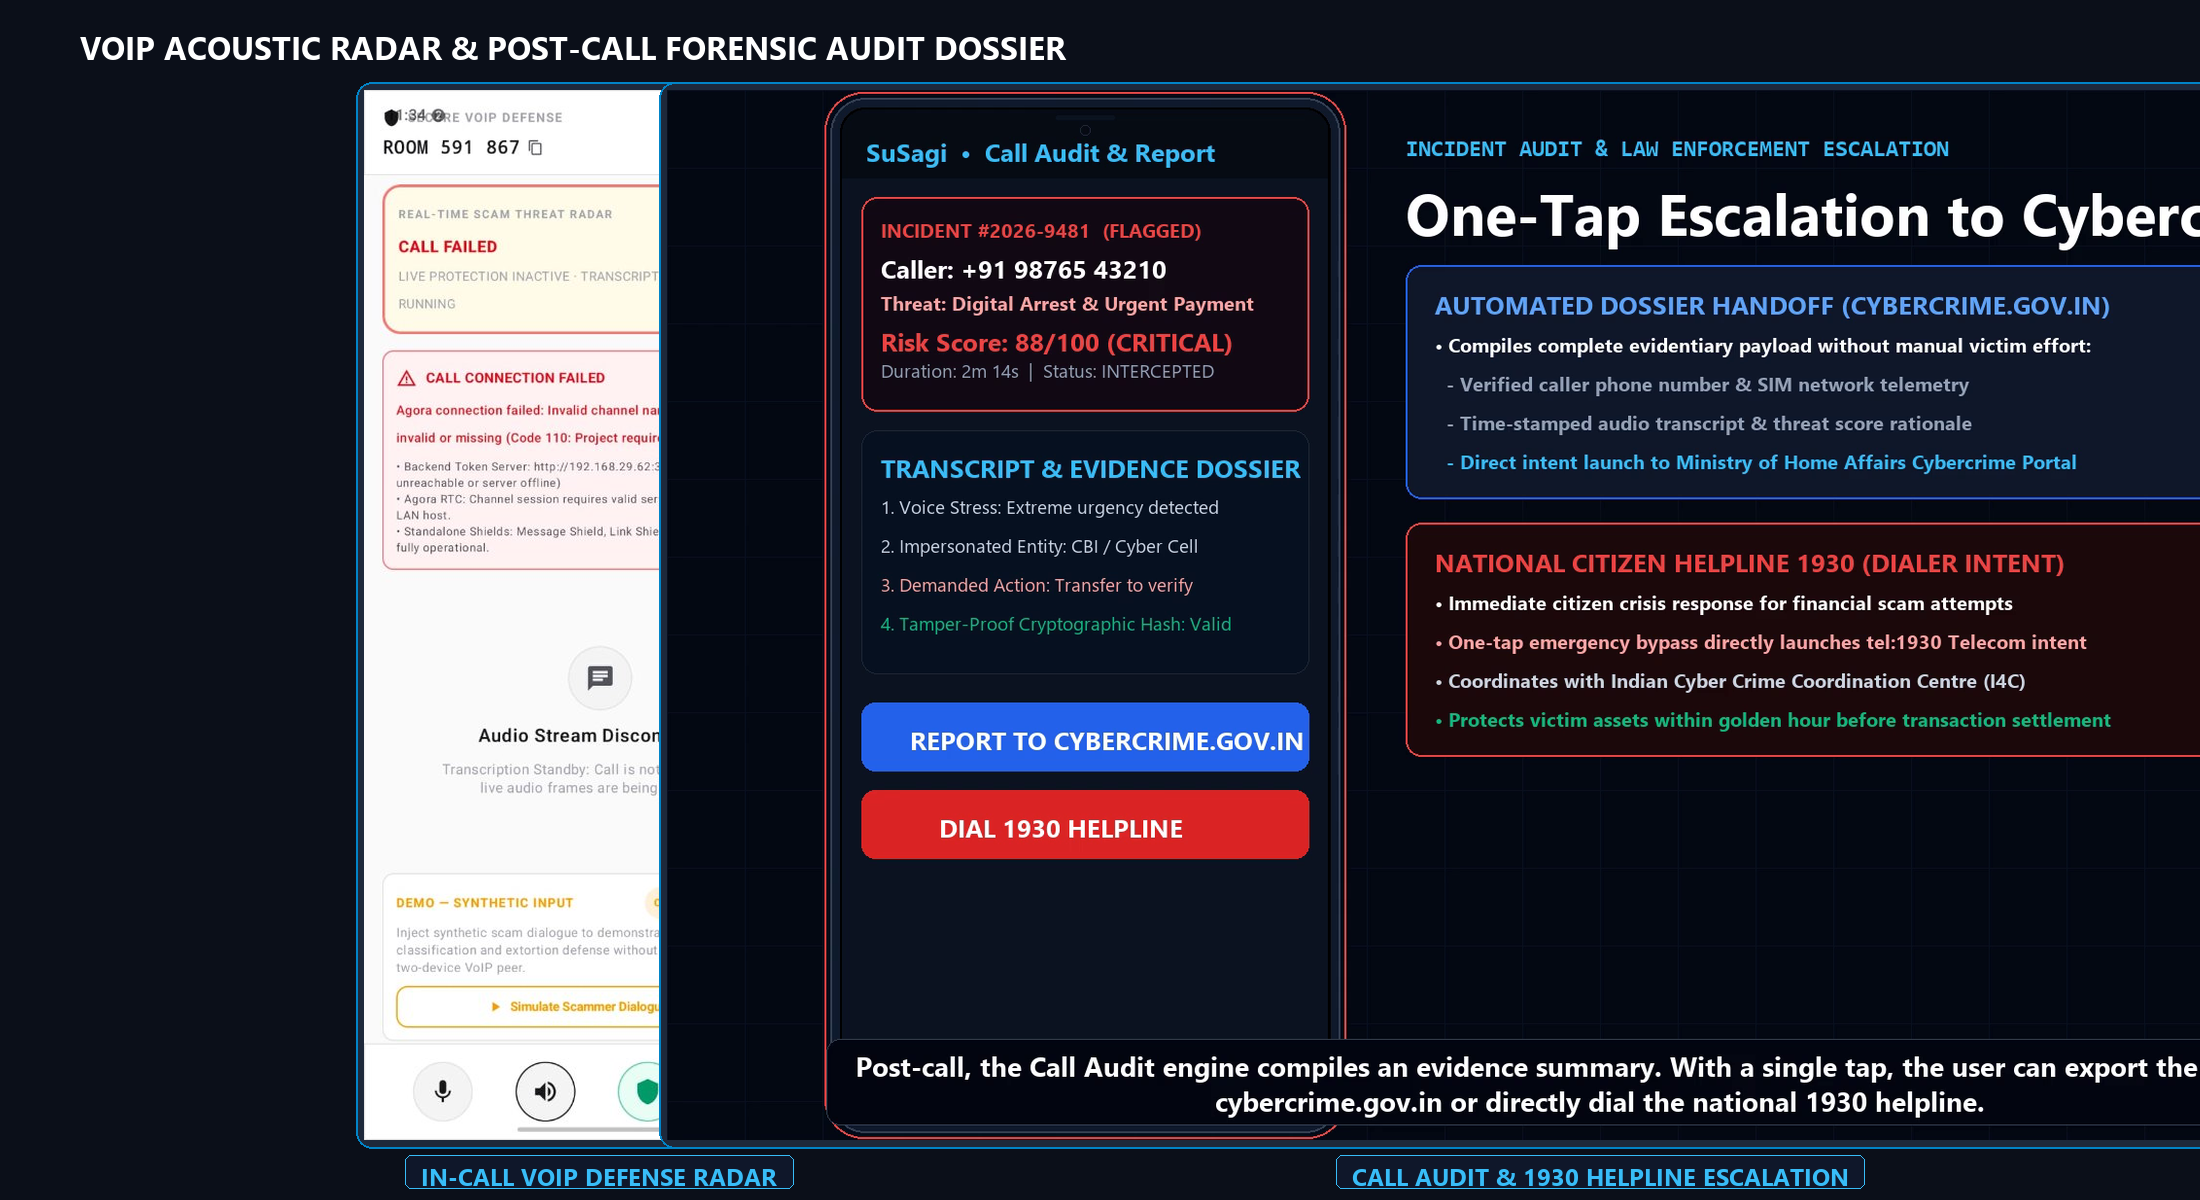 VOIP ACOUSTIC RADAR & POST-CALL FORENSIC AUDIT DOSSIER
1:34
VOIP DEFENSE
ROOM 591 867
REAL-TIME SCAM THREAT RADAR
CALL FAILED
LIVE PROTECTION INACTIVE · TRANSCRIPT
RUNNING
CALL CONNECTION FAILED
Agora connection failed: Invalid channel
invalid or missing (Code 110: Project
• Backend Token Server: http://192.168.29.62:
unreachable or server offline)
• Agora RTC: Channel session requires valid
LAN host.
• Standalone Shields: Message Shield, Link
fully operational.
Audio Stream
Transcription Standby: Call is not
live audio frames are being
DEMO — SYNTHETIC INPUT
Inject synthetic scam dialogue to
classification and extortion defense without
two-device VoIP peer.
Simulate Scammer
IN-CALL VOIP DEFENSE RADAR
SuSagi • Call Audit & Report
INCIDENT #2026-9481 (FLAGGED)
Caller: +91 98765 43210
Threat: Digital Arrest & Urgent Payment
Risk Score: 88/100 (CRITICAL)
Duration: 2m 14s | Status: INTERCEPTED
TRANSCRIPT & EVIDENCE DOSSIER
1. Voice Stress: Extreme urgency detected
2. Impersonated Entity: CBI / Cyber Cell
3. Demanded Action: Transfer to verify
4. Tamper-Proof Cryptographic Hash: Valid
REPORT TO CYBERCRIME.GOV.IN
DIAL 1930 HELPLINE
INCIDENT AUDIT & LAW ENFORCEMENT ESCALATION
One-Tap Escalation to Cyberc
AUTOMATED DOSSIER HANDOFF (CYBERCRIME.GOV.IN)
• Compiles complete evidentiary payload without manual victim effort:
- Verified caller phone number & SIM network telemetry
- Time-stamped audio transcript & threat score rationale
- Direct intent launch to Ministry of Home Affairs Cybercrime Portal
NATIONAL CITIZEN HELPLINE 1930 (DIALER INTENT)
• Immediate citizen crisis response for financial scam attempts
• One-tap emergency bypass directly launches tel:1930 Telecom intent
• Coordinates with Indian Cyber Crime Coordination Centre (I4C)
• Protects victim assets within golden hour before transaction settlement
Post-call, the Call Audit engine compiles an evidence summary. With a single tap, the user can export the
cybercrime.gov.in or directly dial the national 1930 helpline.
CALL AUDIT & 1930 HELPLINE ESCALATION